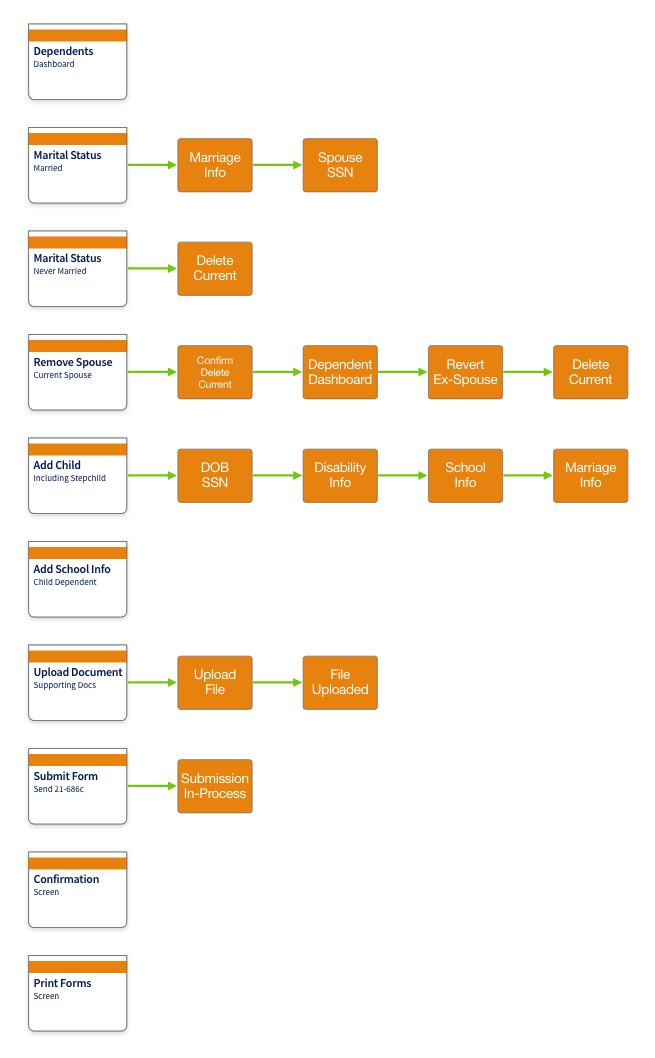 Dependents
Dashboard
Marital Status
Married
Marriage
Info
Spouse
SSN
Marital Status
Never Married
Delete
Current
Remove Spouse
Current Spouse
Confirm
Delete
Current
Dependent
Dashboard
Revert
Ex-Spouse
Delete
Current
Add Child
Including Stepchild
DOB
SSN
Disability
Info
School
Info
Marriage
Info
Add School Info
Child Dependent
Upload Document
Supporting Docs
Upload
File
File
Uploaded
Submit Form
Send 21-686c
Submission
In-Process
Confirmation
Screen
Print Forms
Screen